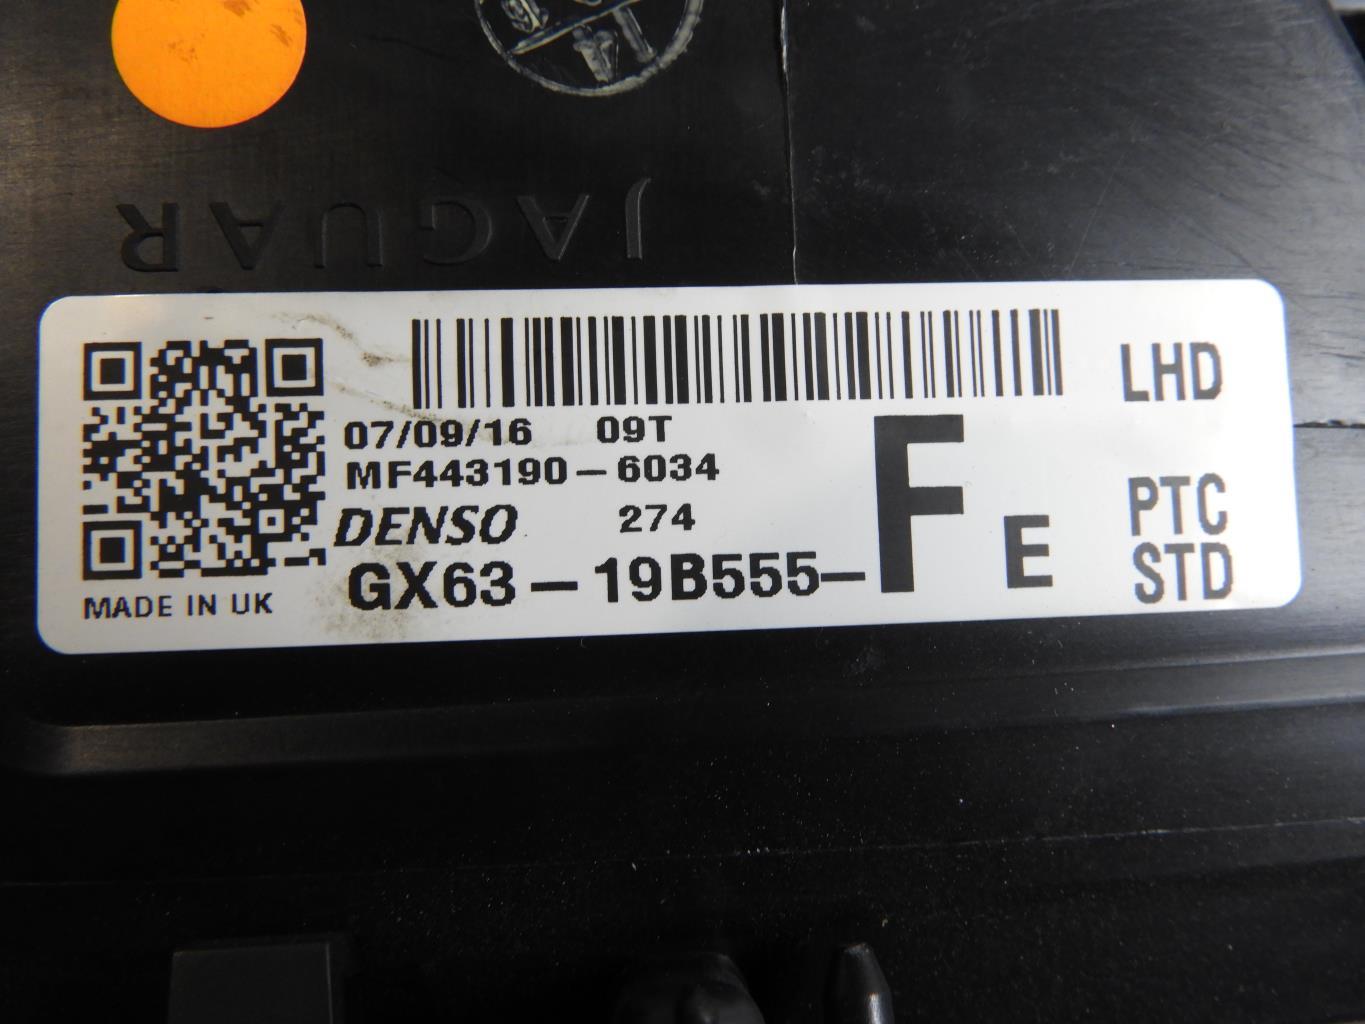 JAGUAR
LHD
07/09/16 09T
MF443190-6034
DENSO 274
GX63-19B555-F E
PTC
STD
MADE IN UK